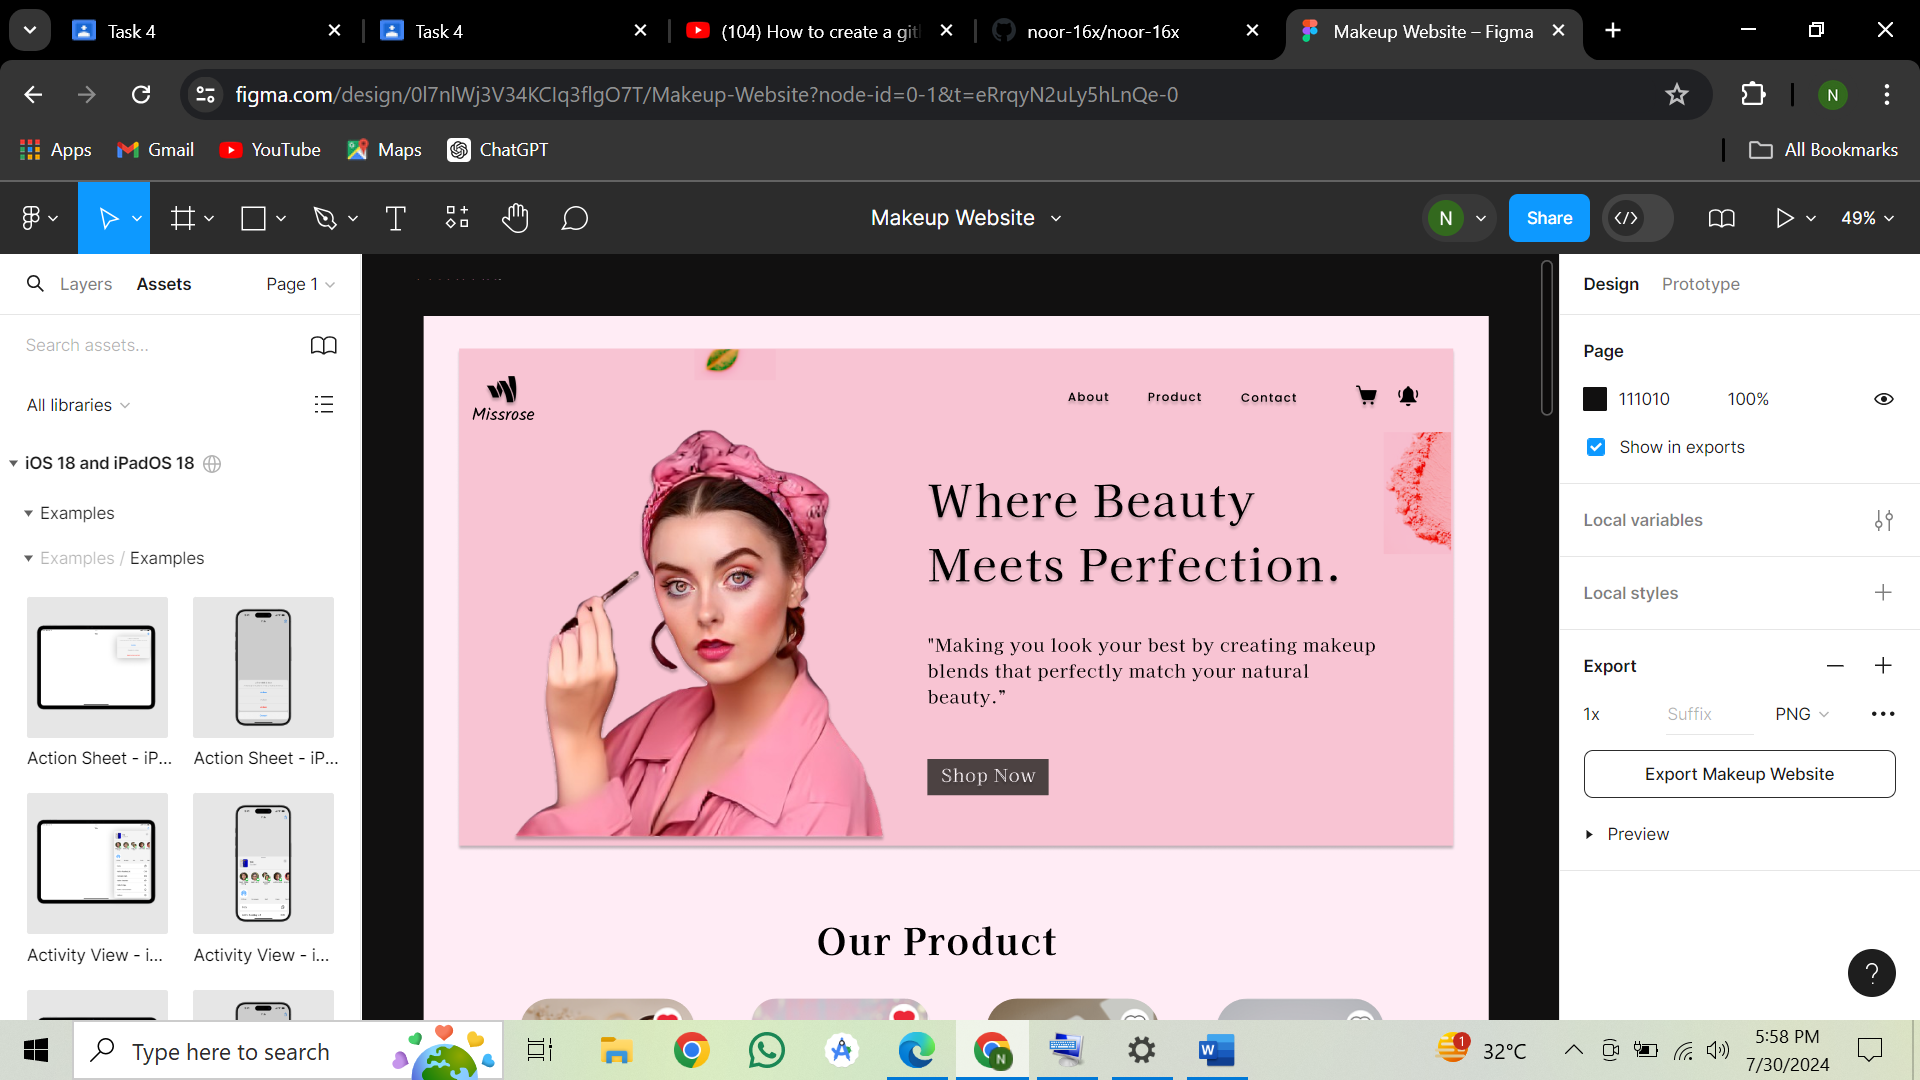 Task 4
Task 4
(104) How to create a git
noor-16x/noor-16x
Makeup Website – Figma
figma.com/design/0l7nlWj3V34KCIq3flgO7T/Makeup-Website?node-id=0-1&t=eRrqyN2uLy5hLnQe-0
N
Apps
Gmail
YouTube
Maps
ChatGPT
All Bookmarks
Makeup Website
N
Share
49%
Layers
Assets
Page 1
Search assets...
All libraries
iOS 18 and iPadOS 18
Examples
Examples / Examples
Action Sheet - iP...
Action Sheet - iP...
Activity View - i...
Activity View - i...
Missrose
About
Product
Contact
Where Beauty
Meets Perfection.
"Making you look your best by creating makeup
blends that perfectly match your natural
beauty."
Shop Now
Our Product
Design
Prototype
Page
111010
100%
Show in exports
Local variables
Local styles
Export
1x
Suffix
PNG
Export Makeup Website
Preview
?
Type here to search
N
1
32°C
5:58 PM
7/30/2024